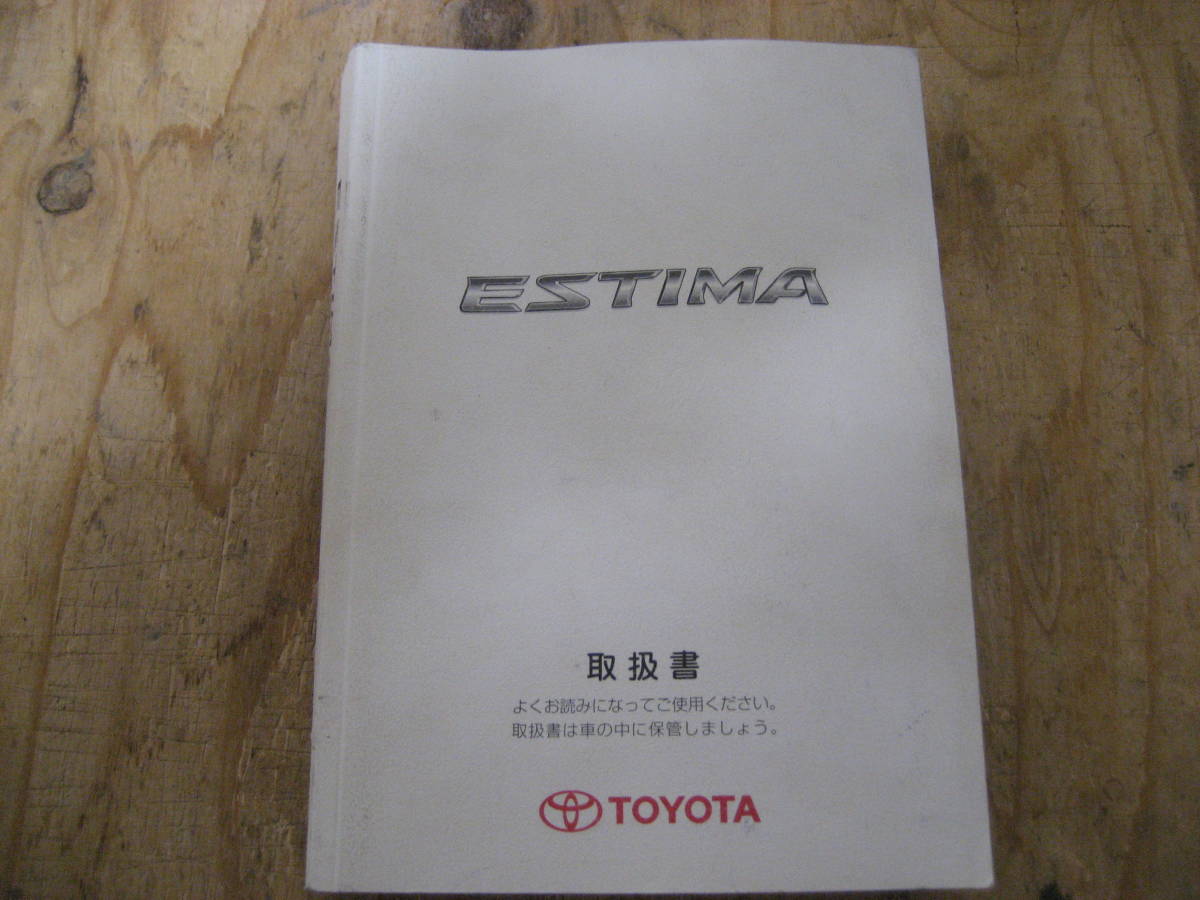 ESTIMA
取扱書
よくお読みになってご使用ください。
取扱書は車の中に保管しましょう。
TOYOTA